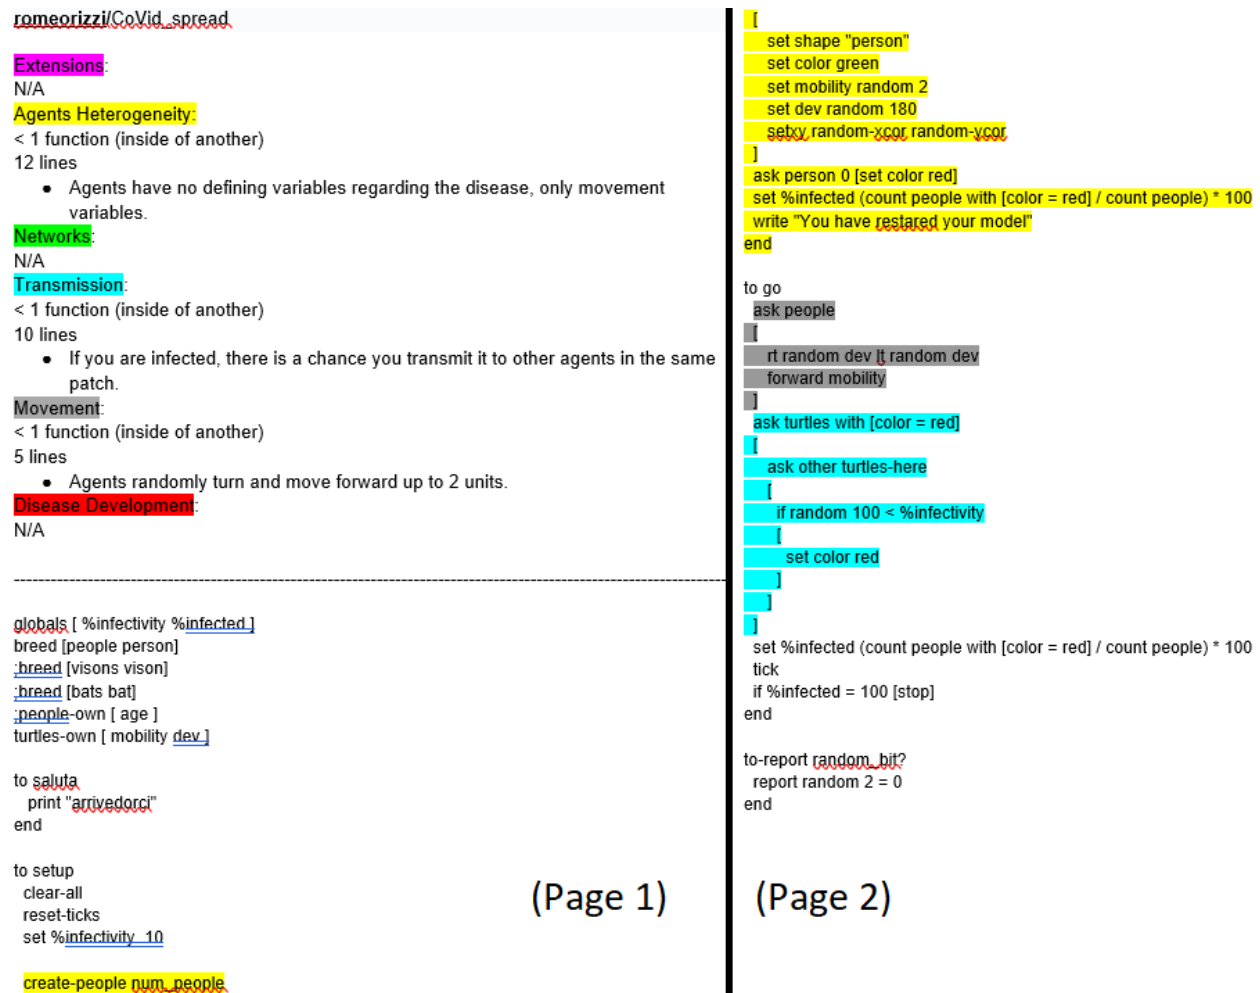 romeorizzi/CoVid_spread
Extensions:
N/A
Agents Heterogeneity:
< 1 function (inside of another)
12 lines
● Agents have no defining variables regarding the disease, only movement
variables.
Networks:
N/A
Transmission:
< 1 function (inside of another)
10 lines
● If you are infected, there is a chance you transmit it to other agents in the same
patch.
Movement:
< 1 function (inside of another)
5 lines
● Agents randomly turn and move forward up to 2 units.
Disease Development:
N/A
--------------------------------------------------------------------------------
globals [ %infectivity %infected ]
breed [people person]
;breed [visons vison]
;breed [bats bat]
;people-own [ age ]
turtles-own [ mobility dev ]
to saluta
print "arrivedorci"
end
to setup
clear-all
reset-ticks
set %infectivity 10
create-people num_people
(Page 1)
[
set shape "person"
set color green
set mobility random 2
set dev random 180
setxy random-xcor random-ycor
]
ask person 0 [set color red]
set %infected (count people with [color = red] / count people) * 100
write "You have restared your model"
end
to go
ask people
[
rt random dev lt random dev
forward mobility
]
ask turtles with [color = red]
[
ask other turtles-here
[
if random 100 < %infectivity
[
set color red
]
]
]
set %infected (count people with [color = red] / count people) * 100
tick
if %infected = 100 [stop]
end
to-report random_bit?
report random 2 = 0
end
(Page 2)